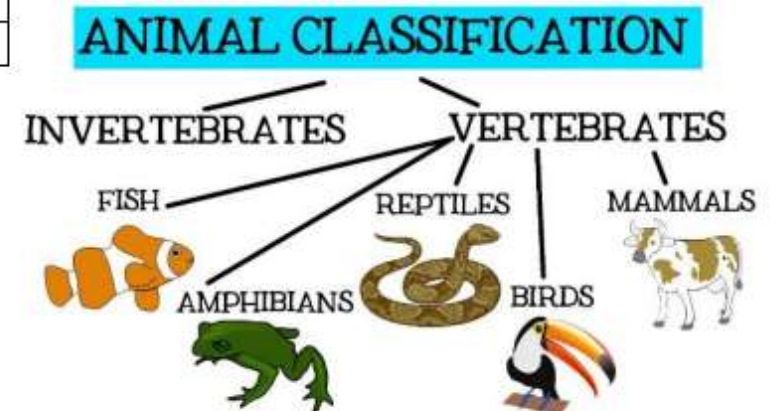 ANIMAL CLASSIFICATION
INVERTEBRATES
VERTEBRATES
FISH
REPTILES
MAMMALS
AMPHIBIANS
BIRDS